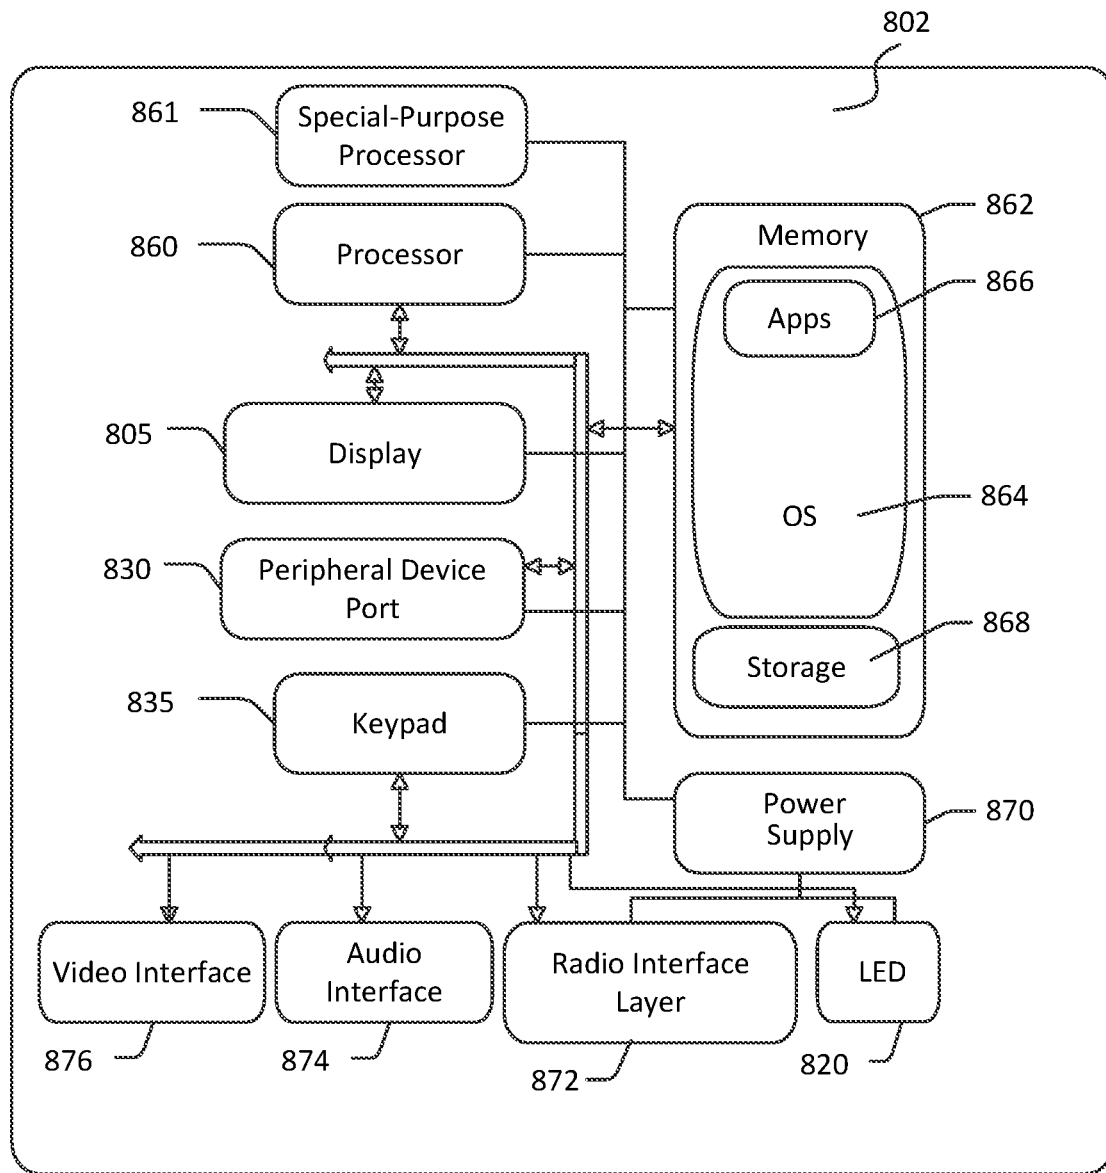 802
861
Special-Purpose
Processor
862
Memory
860
Processor
866
Apps
805
Display
864
OS
830
Peripheral Device
Port
868
Storage
835
Keypad
Power
Supply
870
Video Interface
Audio
Interface
Radio Interface
Layer
LED
876
874
872
820